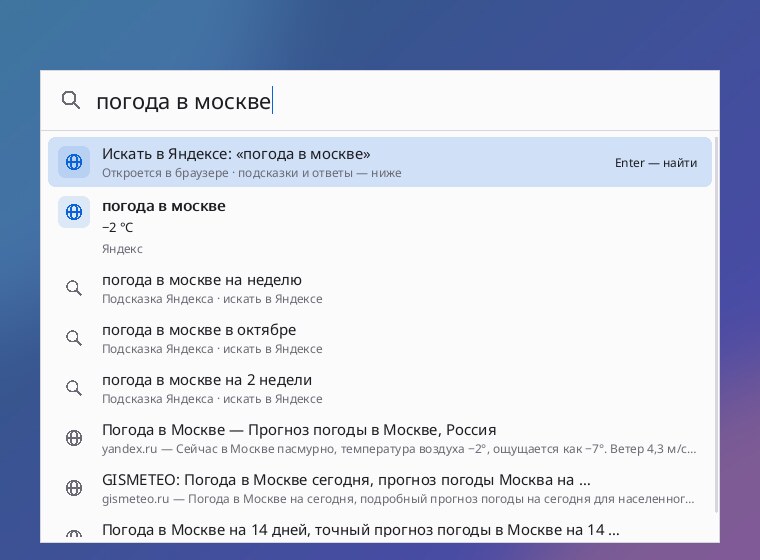 погода в москве
Искать в Яндексе: «погода в москве»
Enter — найти
Откроется в браузере · подсказки и ответы — ниже
погода в москве
−2 °C
Яндекс
погода в москве на неделю
Подсказка Яндекса · искать в Яндексе
погода в москве в октябре
Подсказка Яндекса · искать в Яндексе
погода в москве на 2 недели
Подсказка Яндекса · искать в Яндексе
Погода в Москве — Прогноз погоды в Москве, Россия
yandex.ru — Сейчас в Москве пасмурно, температура воздуха −2°, ощущается как −7°. Ветер 4,3 м/с...
GISMETEO: Погода в Москве сегодня, прогноз погоды Москва на ...
gismeteo.ru — Погода в Москве на сегодня, подробный прогноз погоды на сегодня для населенног...
Погода в Москве на 14 дней, точный прогноз погоды в Москве на 14 ...